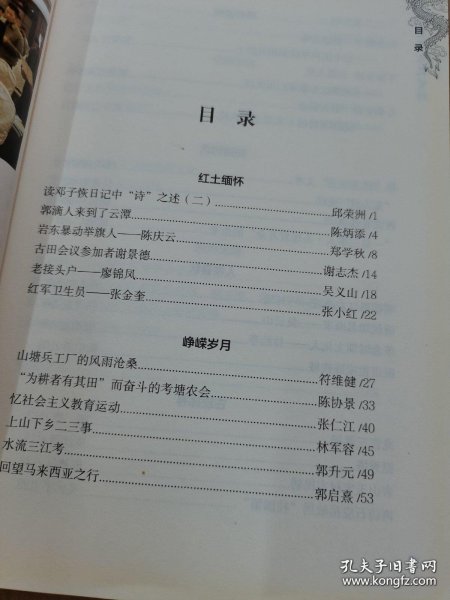 目录
目 录
红土缅怀
读邓子恢日记中“诗”之述（二） 邱荣洲/1
郭滴人来到了云潭 陈炳添/4
岩东暴动举旗人——陈庆云 郑学秋/8
古田会议参加者谢景德 谢志杰/14
老接头户——廖锦凤 吴义山/18
红军卫生员——张金奎 张小红/22
峥嵘岁月
山塘兵工厂的风雨沧桑 符维健/27
“为耕者有其田”而奋斗的考塘农会 陈协景/33
忆社会主义教育运动 张仁江/40
上山下乡二三事 林军容/45
水流三江考 郭升元/49
回望马来西亚之行 郭启熹/53
孔夫子旧书网
www.kongfz.com